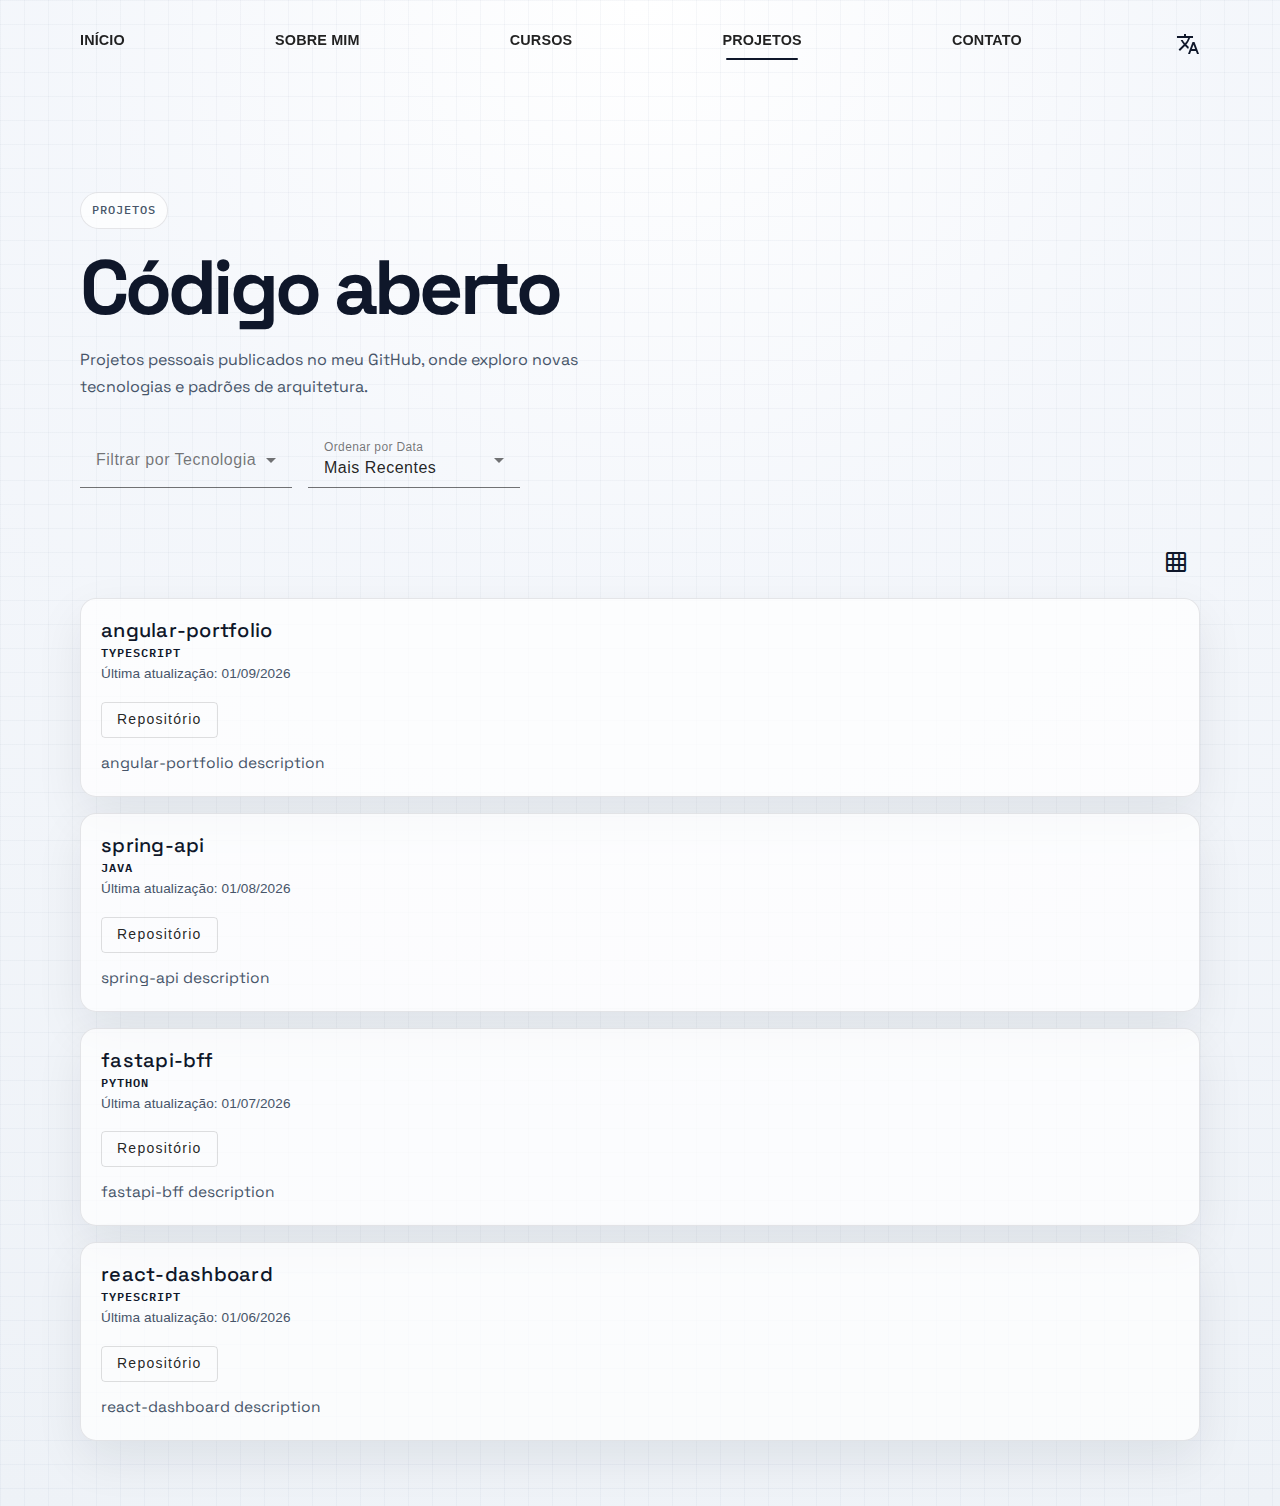 INÍCIO
SOBRE MIM
CURSOS
PROJETOS
CONTATO
PROJETOS
Código aberto
Projetos pessoais publicados no meu GitHub, onde exploro novas
tecnologias e padrões de arquitetura.
Filtrar por Tecnologia
Ordenar por Data
Mais Recentes
angular-portfolio
TYPESCRIPT
Última atualização: 01/09/2026
Repositório
angular-portfolio description
spring-api
JAVA
Última atualização: 01/08/2026
Repositório
spring-api description
fastapi-bff
PYTHON
Última atualização: 01/07/2026
Repositório
fastapi-bff description
react-dashboard
TYPESCRIPT
Última atualização: 01/06/2026
Repositório
react-dashboard description